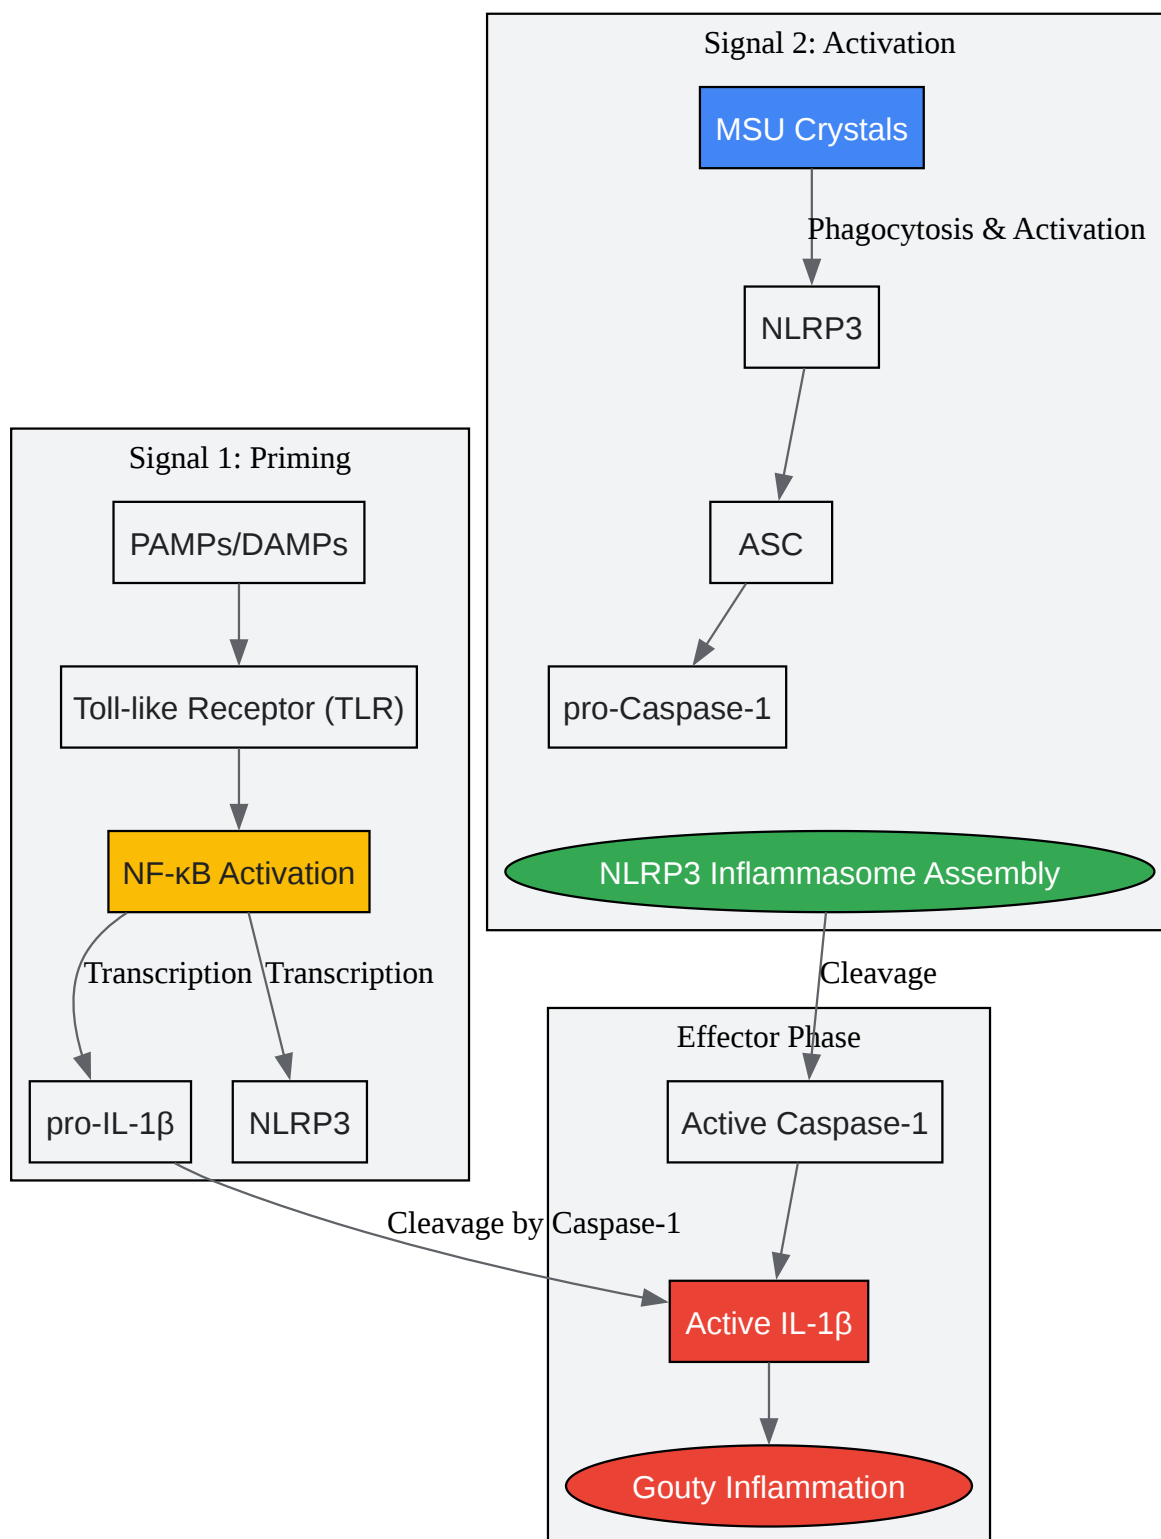 Signal 2: Activation
MSU Crystals
Phagocytosis & Activation
NLRP3
ASC
pro-Caspase-1
NLRP3 Inflammasome Assembly
Signal 1: Priming
PAMPs/DAMPs
Toll-like Receptor (TLR)
NF-κB Activation
Transcription
Transcription
pro-IL-1β
NLRP3
Cleavage
Effector Phase
Active Caspase-1
Cleavage by Caspase-1
Active IL-1β
Gouty Inflammation